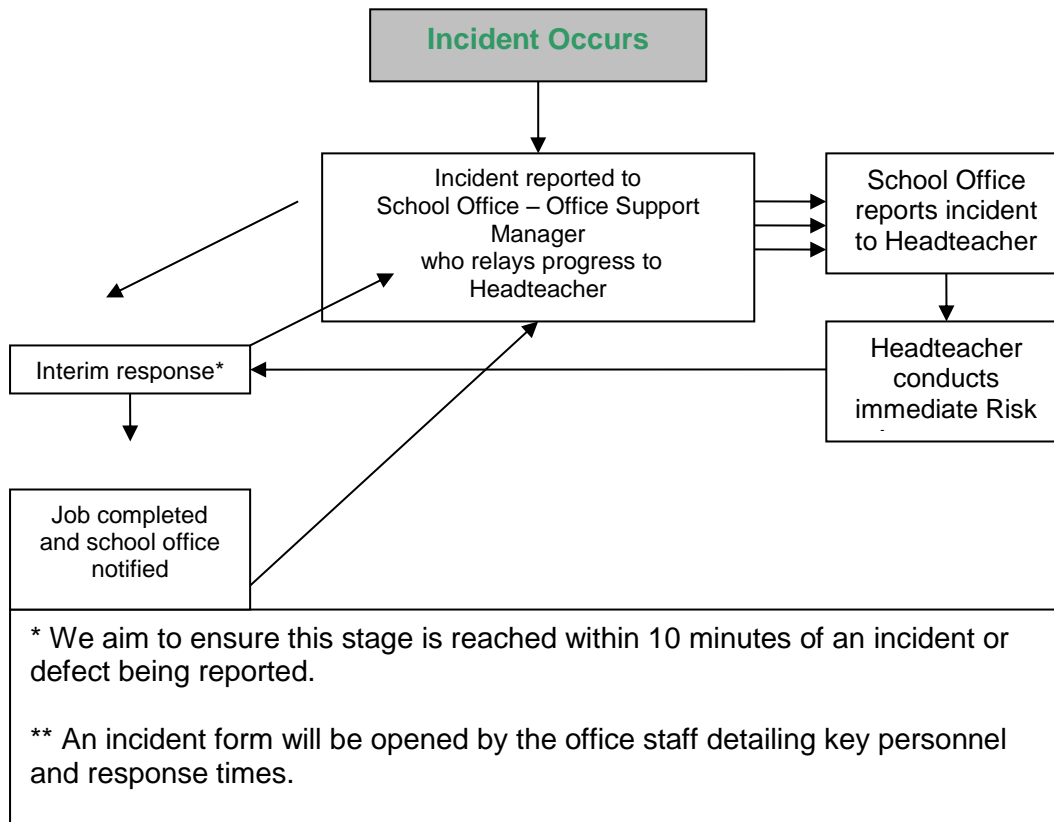 Incident Occurs
Incident reported to
School Office – Office Support
Manager
who relays progress to
Headteacher
School Office
reports incident
to Headteacher
Headteacher
conducts
immediate Risk
Interim response*
Job completed
and school office
notified
* We aim to ensure this stage is reached within 10 minutes of an incident or
defect being reported.
** An incident form will be opened by the office staff detailing key personnel
and response times.